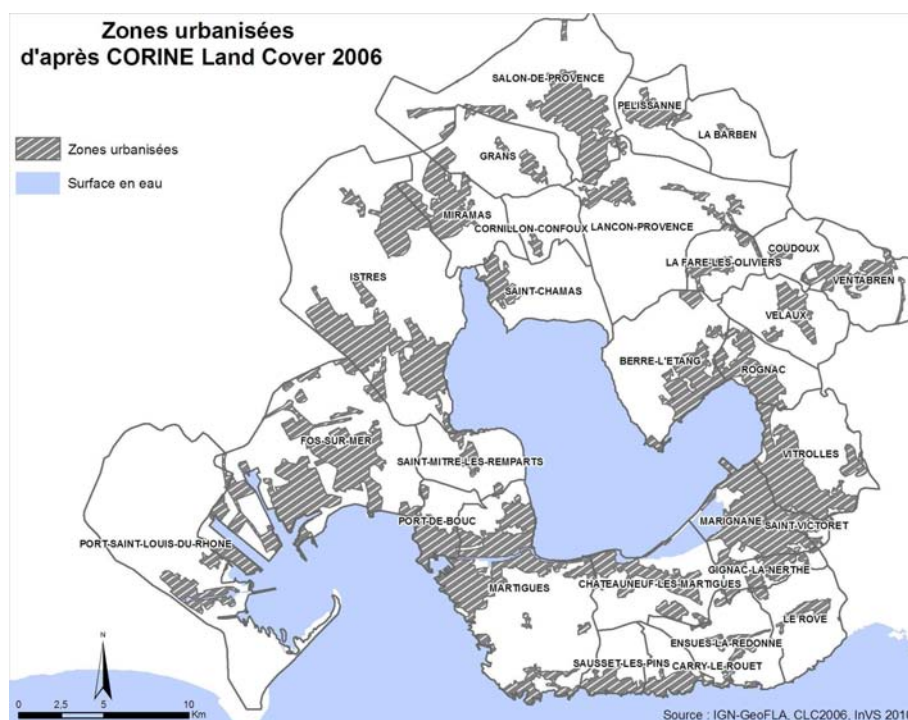 Zones urbanisées
d'après CORINE Land Cover 2006
Zones urbanisées
Surface en eau
SALON-DE-PROVENCE
PELISSANNE
LA BARBEN
GRANS
MIRAMAS
CORNILLON-CONFOUX
LANCON-PROVENCE
COUDOUX
LA FARE-LES-OLIVIERS
VENTABREN
ISTRES
SAINT-CHAMAS
VELAUX
BERRE-L'ETANG
ROGNAC
FOS-SUR-MER
SAINT-MITRE-LES-REMPARTS
VITROLLES
PORT-DE-BOUC
MARIGNANE
SAINT-VICTORET
PORT-SAINT-LOUIS-DU-RHONE
GIGNAC-LA-NERTHE
MARTIGUES
CHATEAUNEUF-LES-MARTIGUES
LE ROVE
ENSUES-LA-REDONNE
SAUSSET-LES-PINS
CARRY-LE-ROUET
N
0 2,5 5 10
Km
Source : IGN-GeoFLA, CLC2006, InVS 2010